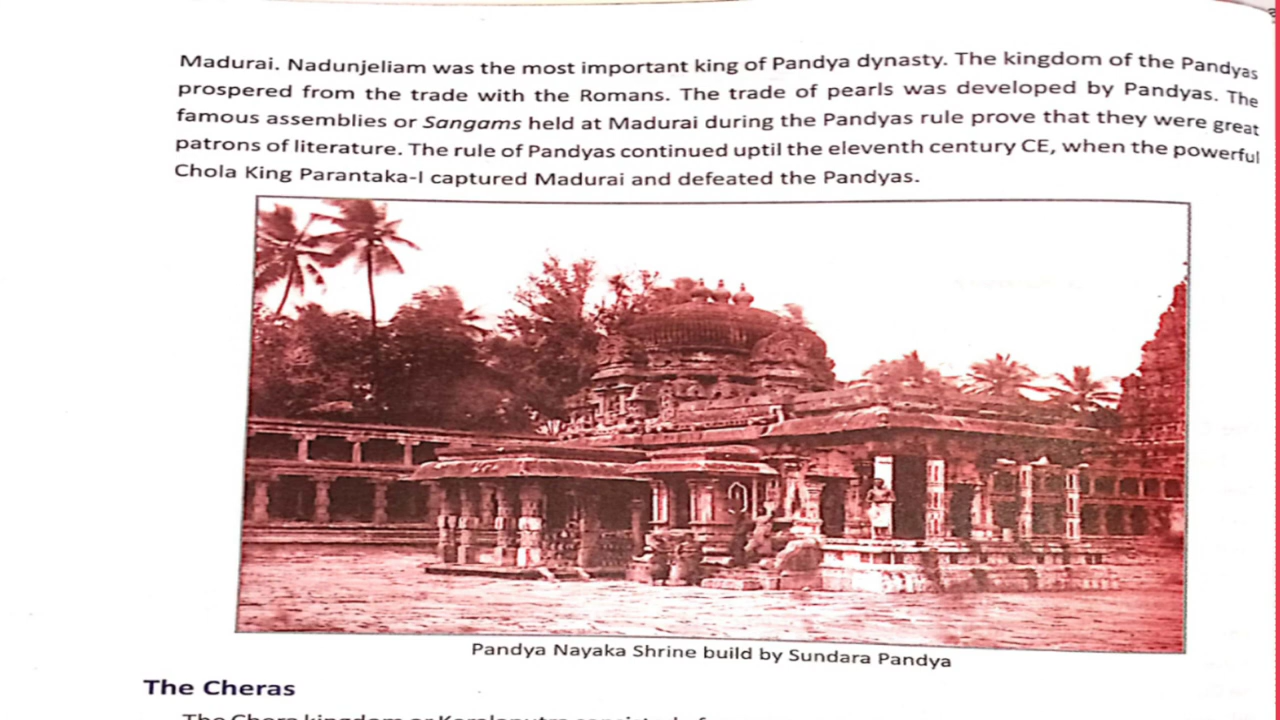 Madurai. Nadunjeliam was the most important king of Pandya dynasty. The kingdom of the Pandyas
prospered from the trade with the Romans. The trade of pearls was developed by Pandyas. The
famous assemblies or Sangams held at Madurai during the Pandyas rule prove that they were great
patrons of literature. The rule of Pandyas continued uptil the eleventh century CE, when the powerful
Chola King Parantaka-I captured Madurai and defeated the Pandyas.
Pandya Nayaka Shrine build by Sundara Pandya
The Cheras